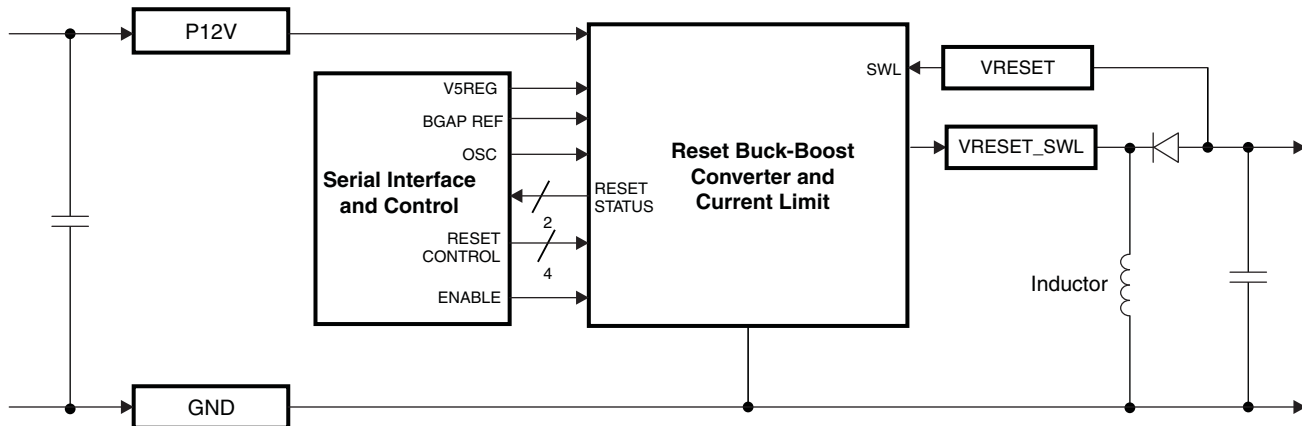 P12V
V5REG
BGAP REF
OSC
Serial Interface
and Control
RESET
CONTROL
ENABLE
2
4
RESET
STATUS
Reset Buck-Boost
Converter and
Current Limit
SWL
VRESET
VRESET_SWL
Inductor
GND